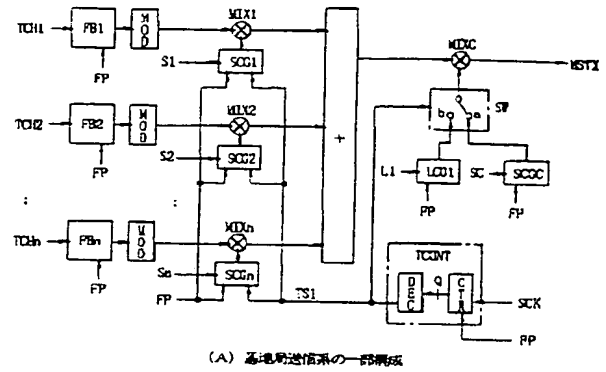 TCH1
FB1
MOD
MIX1
S1
SCG1
FP
TCH2
FB2
MOD
MIX2
S2
SCG2
FP
:
:
TCHn
FBn
MOD
MIXn
Sn
SCGn
FP
FP
TS1
+
MIXC
MSTX
SW
b
a
L1
LCG1
SC
SCGC
FP
FP
TCINT
DEC
Q
CTR
SCK
FP
(A) 基地局送信系の一部構成